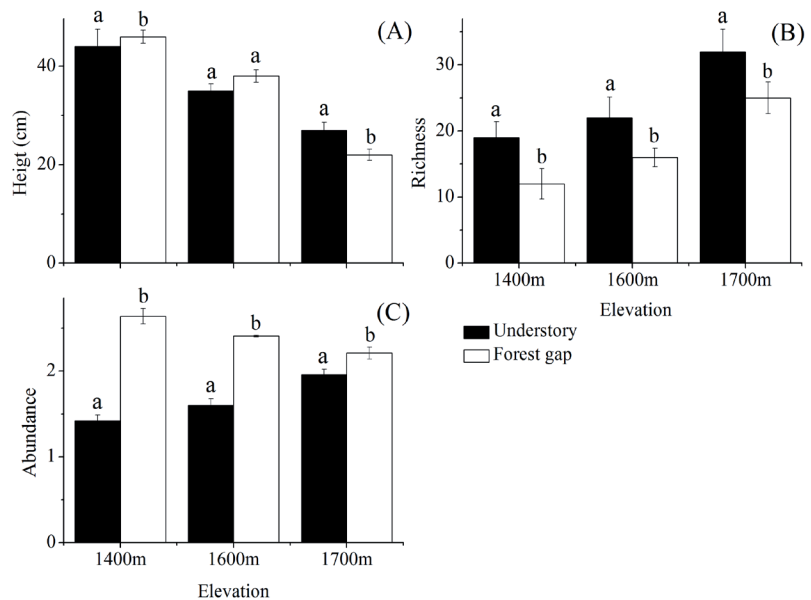 (A)
Heigt (cm)
40
20
0
a b
a a
a b
(B)
Richness
30
20
10
0
a b
a b
a b
1400m 1600m 1700m
Elevation
Understory
Forest gap
(C)
Abundance
2
1
0
a b
a b
a b
1400m 1600m 1700m
Elevation